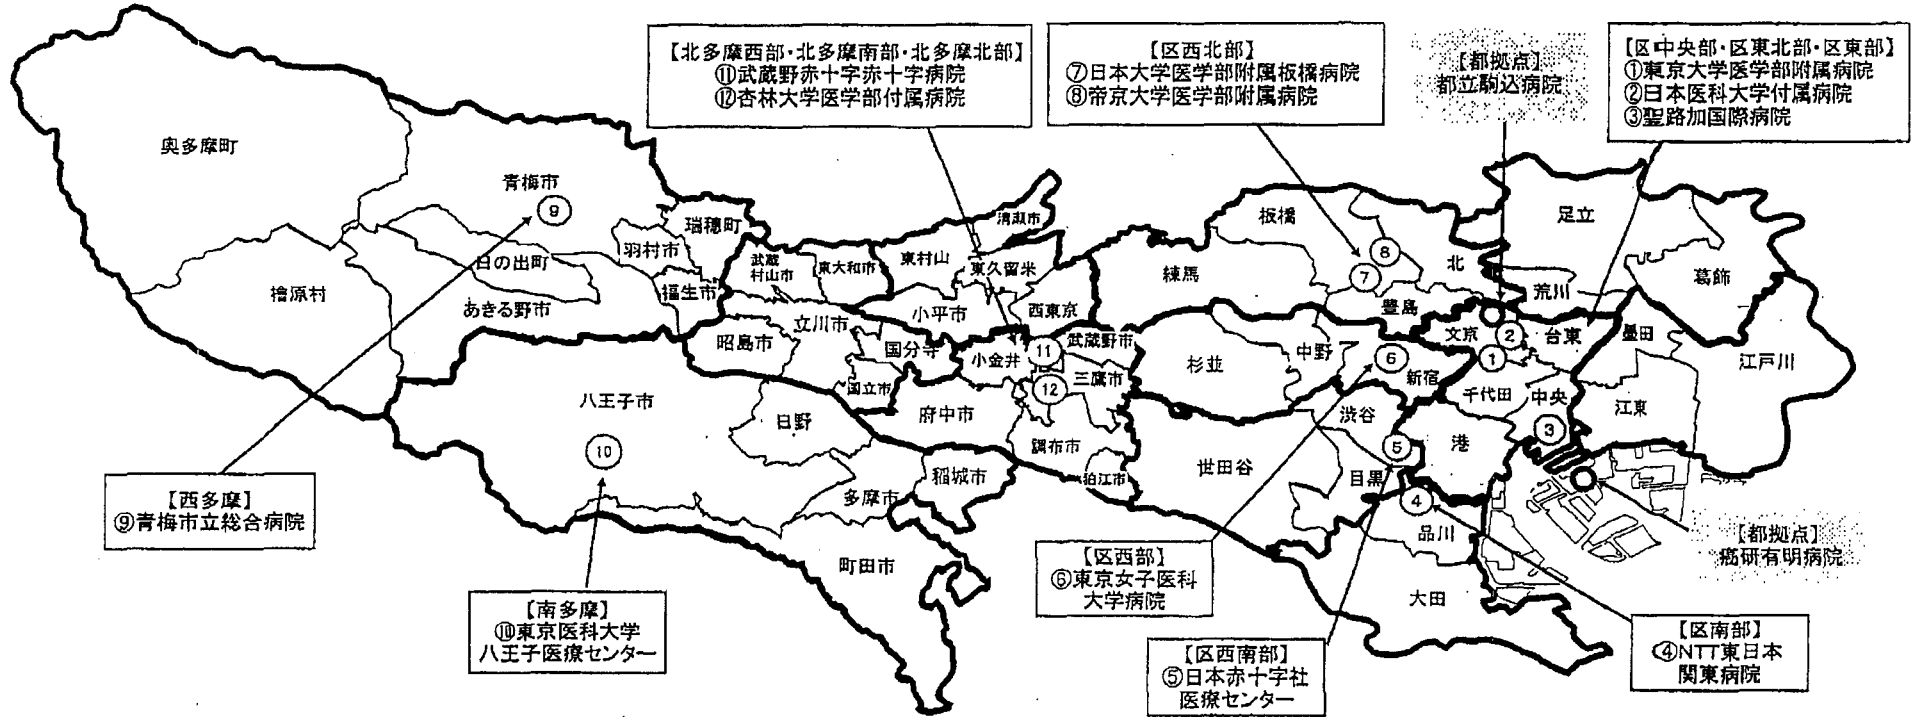 【北多摩西部・北多摩南部・北多摩北部】
⑪武蔵野赤十字赤十字病院
⑫杏林大学医学部付属病院
【区西北部】
⑦日本大学医学部附属板橋病院
⑧帝京大学医学部附属病院
【都拠点】
都立駒込病院
【区中央部・区東北部・区東部】
①東京大学医学部附属病院
②日本医科大学付属病院
③聖路加国際病院
奥多摩町
青梅市
⑨
瑞穂町
羽村市
日の出町
福生市
檜原村
あきる野市
武蔵
村山市
東大和市
東村山
清瀬市
東久留米
小平市
西東京
立川市
昭島市
国分寺
国立市
小金井
⑪
武蔵野市
三鷹市
⑫
府中市
調布市
狛江市
八王子市
⑩
日野
多摩市
稲城市
町田市
板橋
練馬
⑧
⑦
北
豊島
足立
荒川
葛飾
文京
②
①
台東
墨田
江戸川
杉並
中野
⑥
新宿
千代田
中央
③
江東
渋谷
⑤
港
世田谷
目黒
④
品川
大田
【西多摩】
⑨青梅市立総合病院
【南多摩】
⑩東京医科大学
八王子医療センター
【区西部】
⑥東京女子医科
大学病院
【区西南部】
⑤日本赤十字社
医療センター
【都拠点】
癌研有明病院
【区南部】
④NTT東日本
関東病院